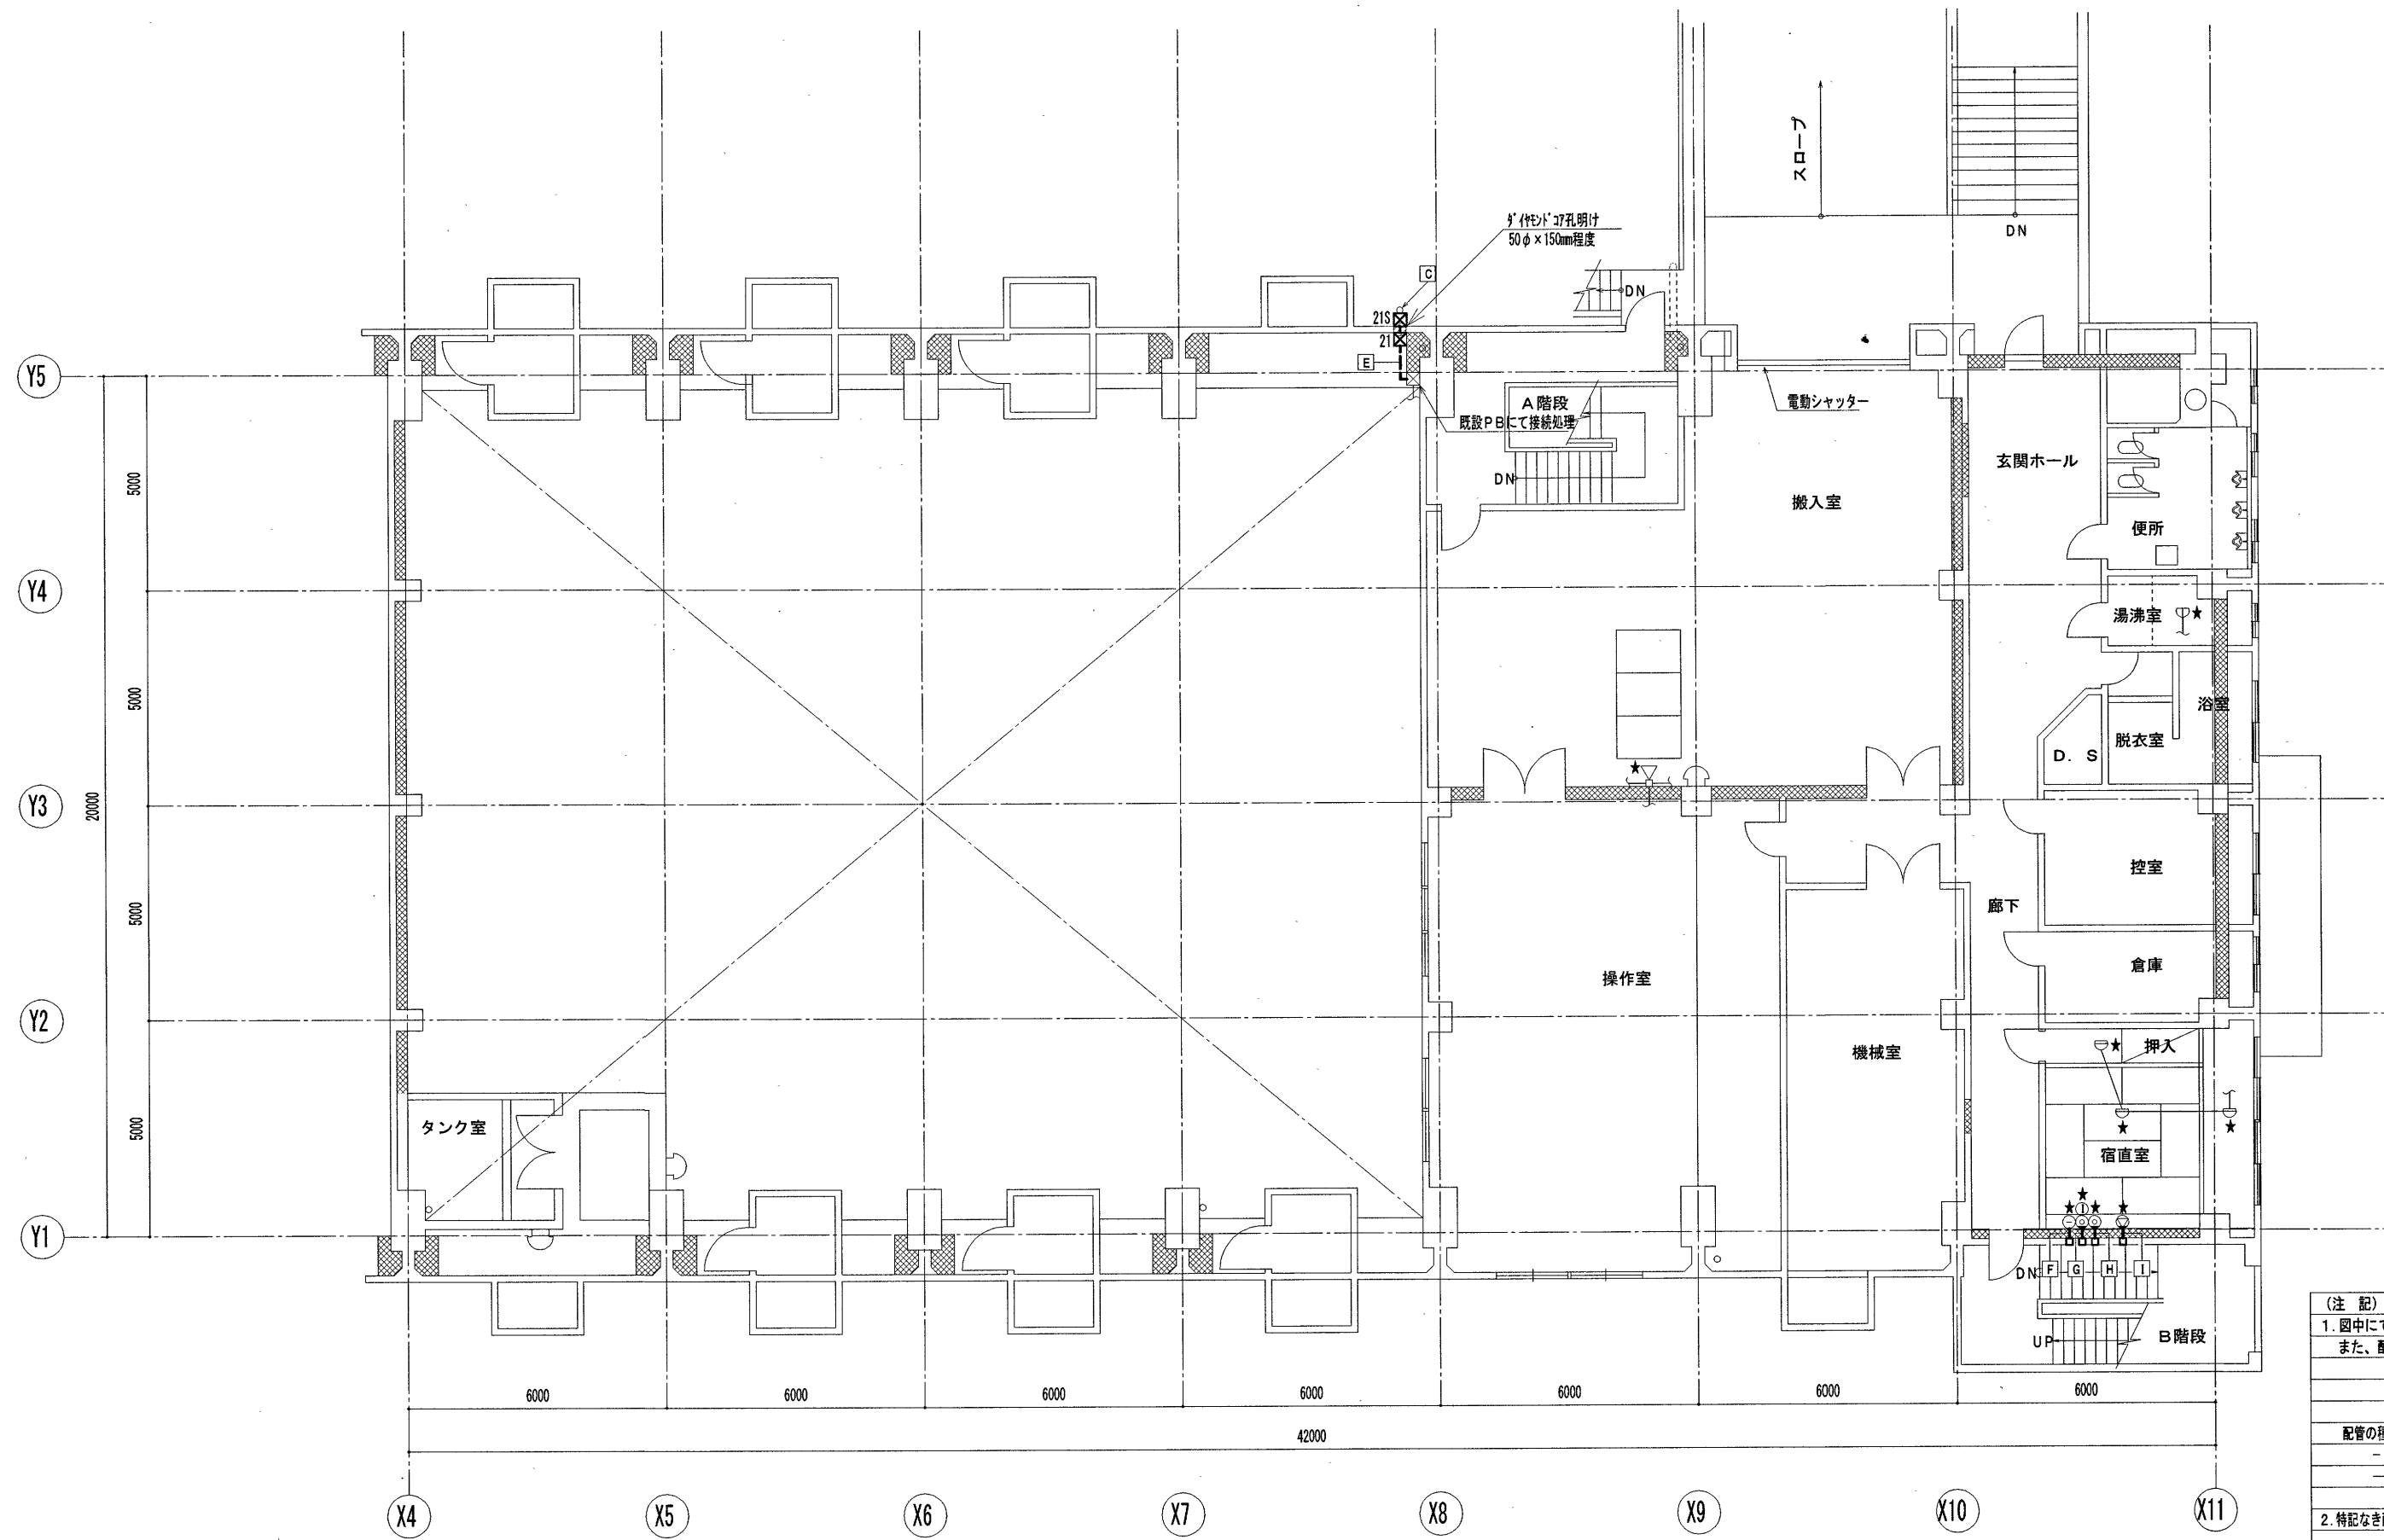 スロープ
DN
ダイヤモンドコア孔明け
50φ×150mm程度
C
DN
21S
21
E
Y5
A階段
既設PBにて接続処理
電動シャッター
DN
玄関ホール
搬入室
便所
5000
Y4
湯沸室
★
5000
浴室
脱衣室
D. S
★
Y3
20000
控室
廊下
5000
倉庫
操作室
Y2
★
押入
機械室
タンク室
5000
★
★
宿直室
★
★
★
★
Y1
DN
F
G
H
I
UP
B階段
(注 記)
1.図中にて
また、配
配管の種
2.特記なき配
6000
6000
6000
6000
6000
6000
6000
42000
X4
X5
X6
X7
X8
X9
X10
X11